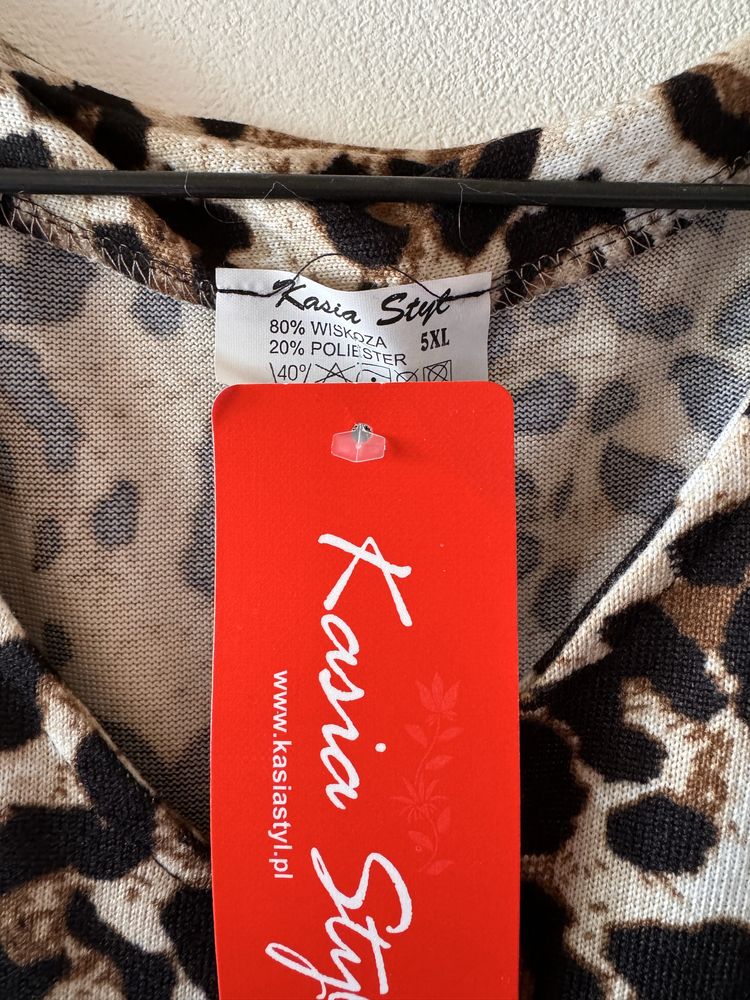 Kasia Styl
80% WISKOZA
20% POLIESTER
5XL
40°
Kasia Styl
www.kasiastyl.pl